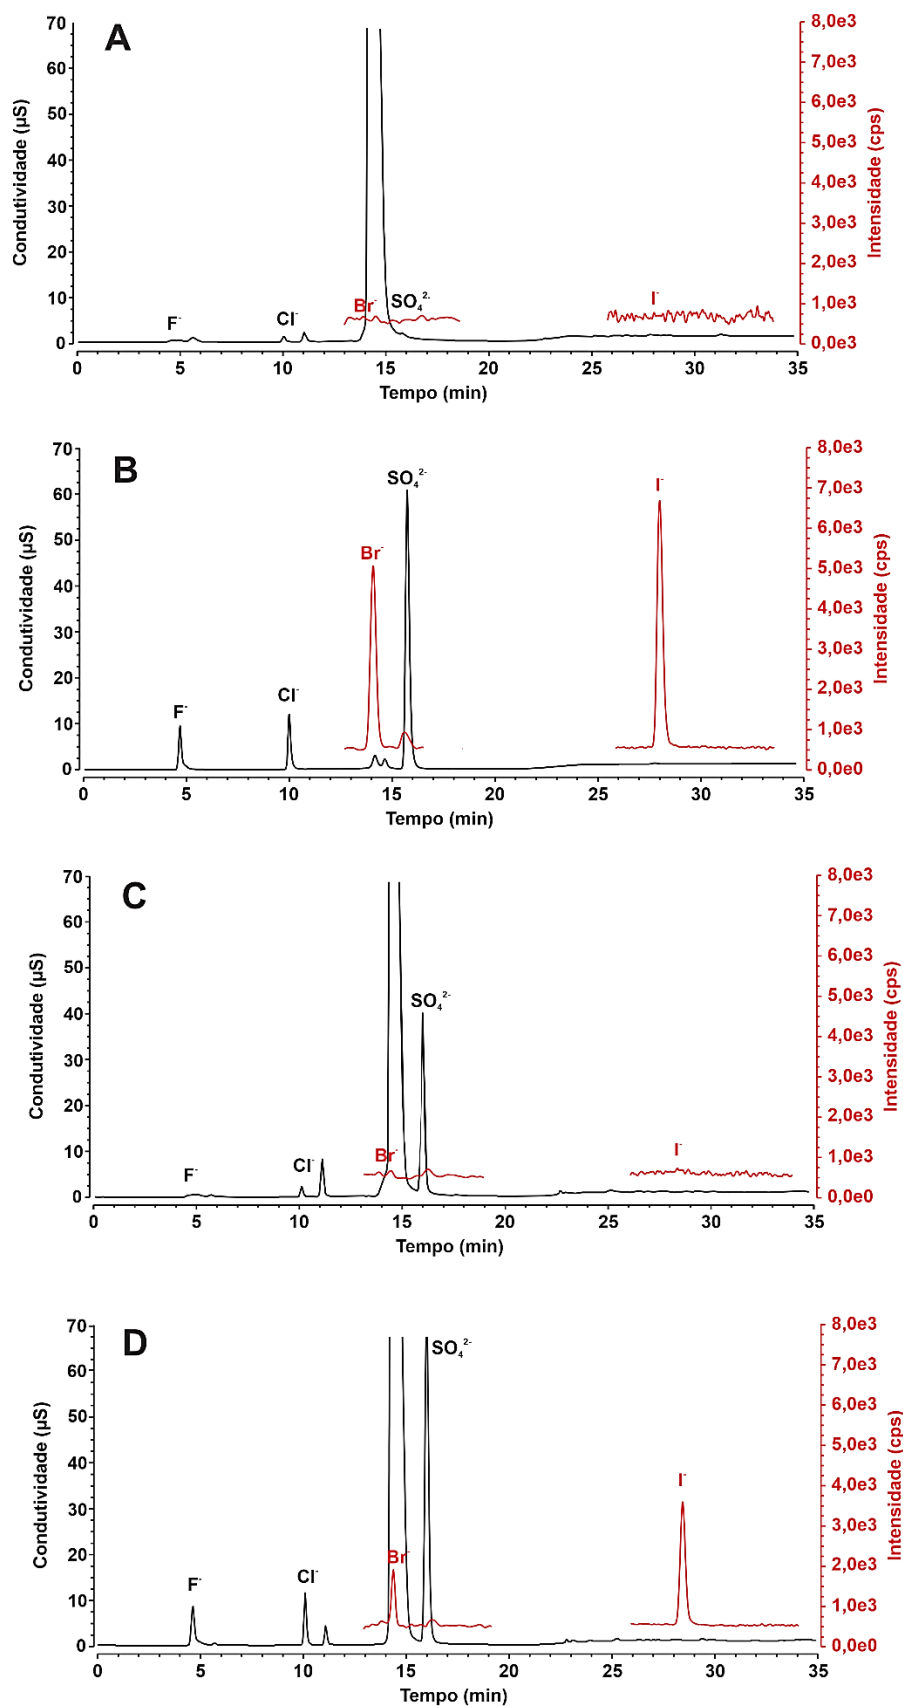 A
Condutividade (µS)
70
60
50
40
30
20
10
0
F-
Cl-
Br-
SO₄²-
I-
8,0e3
7,0e3
6,0e3
5,0e3
4,0e3
3,0e3
2,0e3
1,0e3
0,0e3
Intensidade (cps)
0 5 10 15 20 25 30 35
Tempo (min)
B
Condutividade (µS)
70
60
50
40
30
20
10
0
F-
Cl-
Br-
SO₄²-
I-
8,0e3
7,0e3
6,0e3
5,0e3
4,0e3
3,0e3
2,0e3
1,0e3
0,0e0
Intensidade (cps)
0 5 10 15 20 25 30 35
Tempo (min)
C
Condutividade (µS)
70
60
50
40
30
20
10
0
F-
Cl-
Br-
SO₄²-
I-
8,0e3
7,0e3
6,0e3
5,0e3
4,0e3
3,0e3
2,0e3
1,0e3
0,0e0
Intensidade (cps)
0 5 10 15 20 25 30 35
Tempo (min)
D
Condutividade (µS)
70
60
50
40
30
20
10
0
F-
Cl-
Br-
SO₄²-
I-
8,0e3
7,0e3
6,0e3
5,0e3
4,0e3
3,0e3
2,0e3
1,0e3
0,0e3
Intensidade (cps)
0 5 10 15 20 25 30 35
Tempo (min)